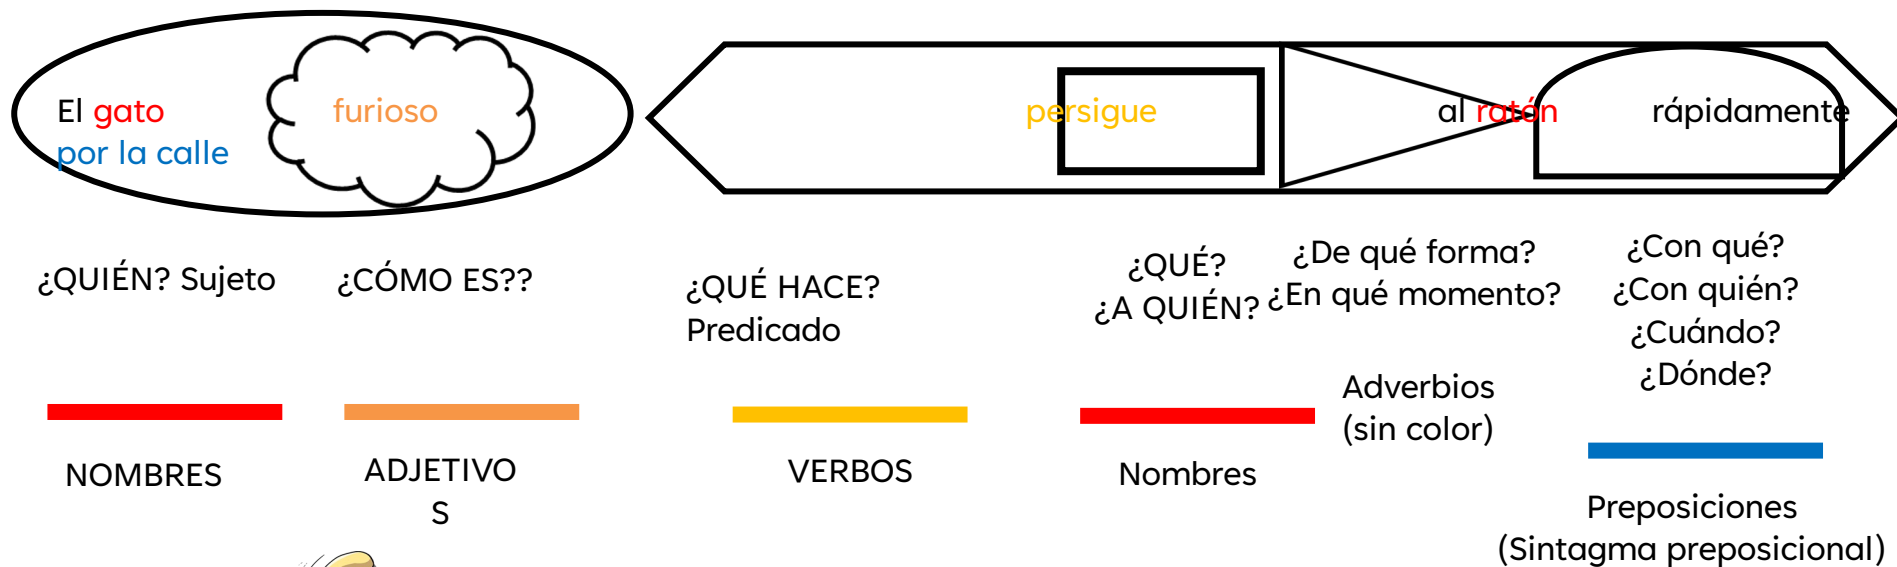 El gato furioso persigue al ratón rápidamente
por la calle
¿QUIÉN? Sujeto
¿CÓMO ES??
¿QUÉ HACE?
Predicado
¿QUÉ?
¿A QUIÉN?
¿De qué forma?
¿En qué momento?
¿Con qué?
¿Con quién?
¿Cuándo?
¿Dónde?
NOMBRES
ADJETIVO
S
VERBOS
Nombres
Adverbios
(sin color)
Preposiciones
(Sintagma preposicional)